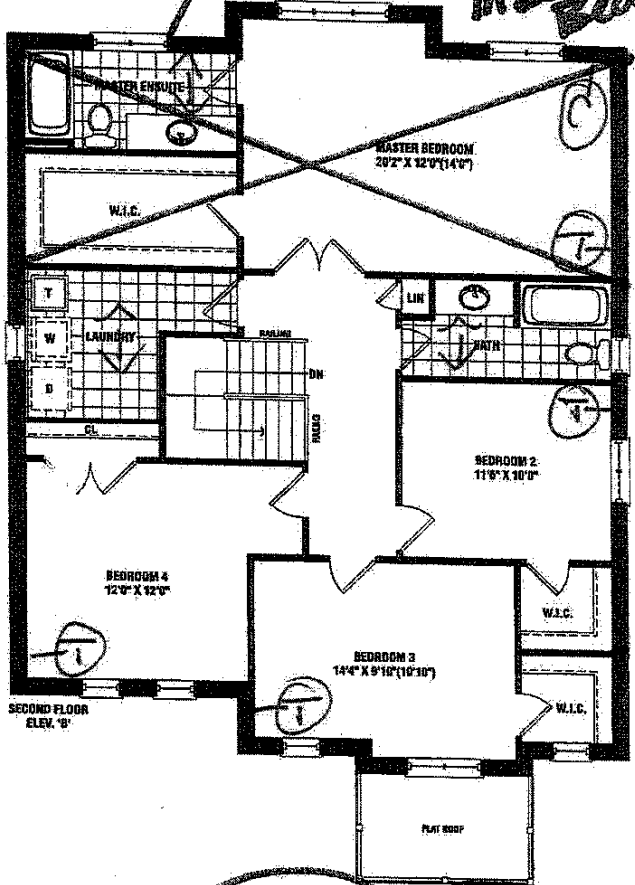 MASTER ENSUITE
MASTER BEDROOM
20'2" X 12'0"(14'0")
C
W.I.C.
T
T
LIN
W
LAUNDRY
RAILING
BATH
DN
D
RAILING
T
CL
BEDROOM 2
11'6" X 10'0"
BEDROOM 4
12'0" X 12'0"
W.I.C.
T
BEDROOM 3
14'4" X 9'10"(10'10")
T
W.I.C.
SECOND FLOOR
ELEV. 'B'
FLAT ROOF